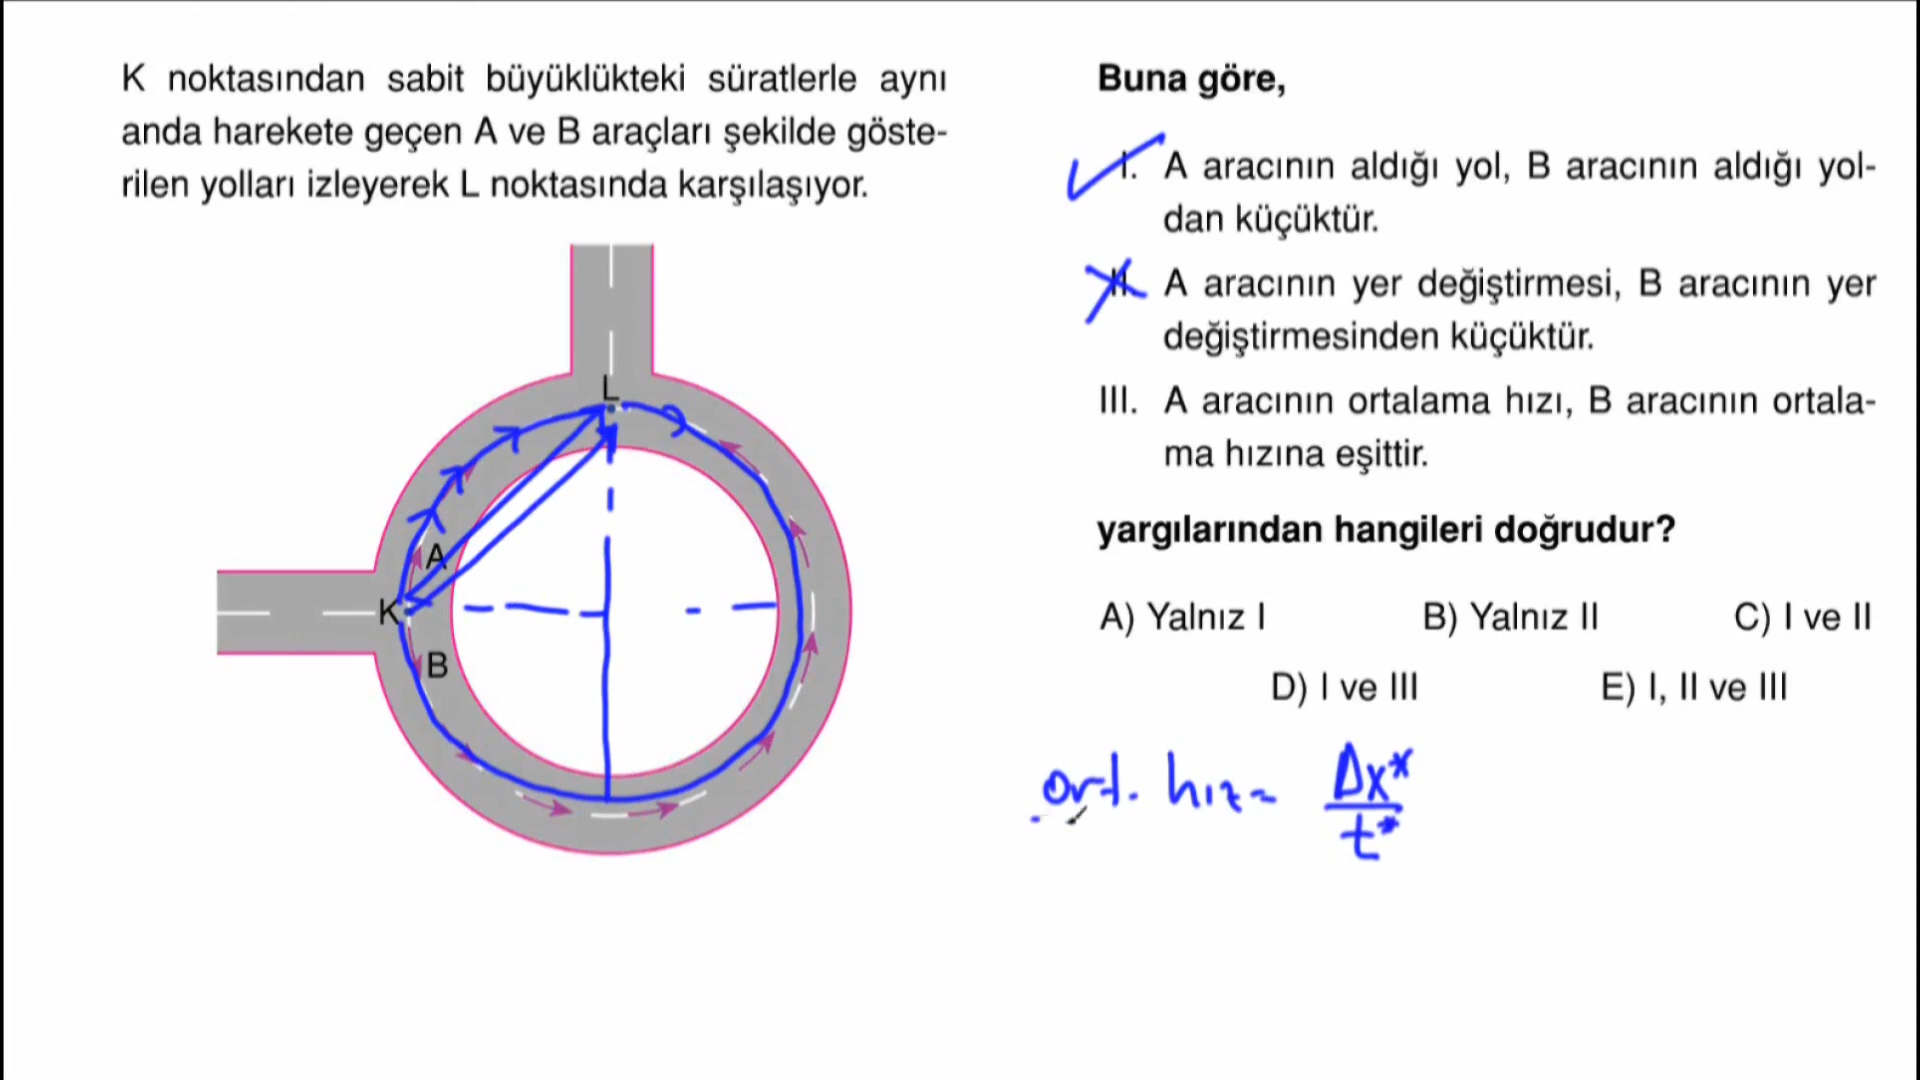 K noktasından sabit büyüklükteki süratlerle aynı
anda harekete geçen A ve B araçları şekilde göste-
rilen yolları izleyerek L noktasında karşılaşıyor.
L
A
K
B
Buna göre,
I. A aracının aldığı yol, B aracının aldığı yol-
dan küçüktür.
II. A aracının yer değiştirmesi, B aracının yer
değiştirmesinden küçüktür.
III. A aracının ortalama hızı, B aracının ortala-
ma hızına eşittir.
yargılarından hangileri doğrudur?
A) Yalnız I B) Yalnız II C) I ve II
D) I ve III E) I, II ve III
ort. hız = Δx*
t*